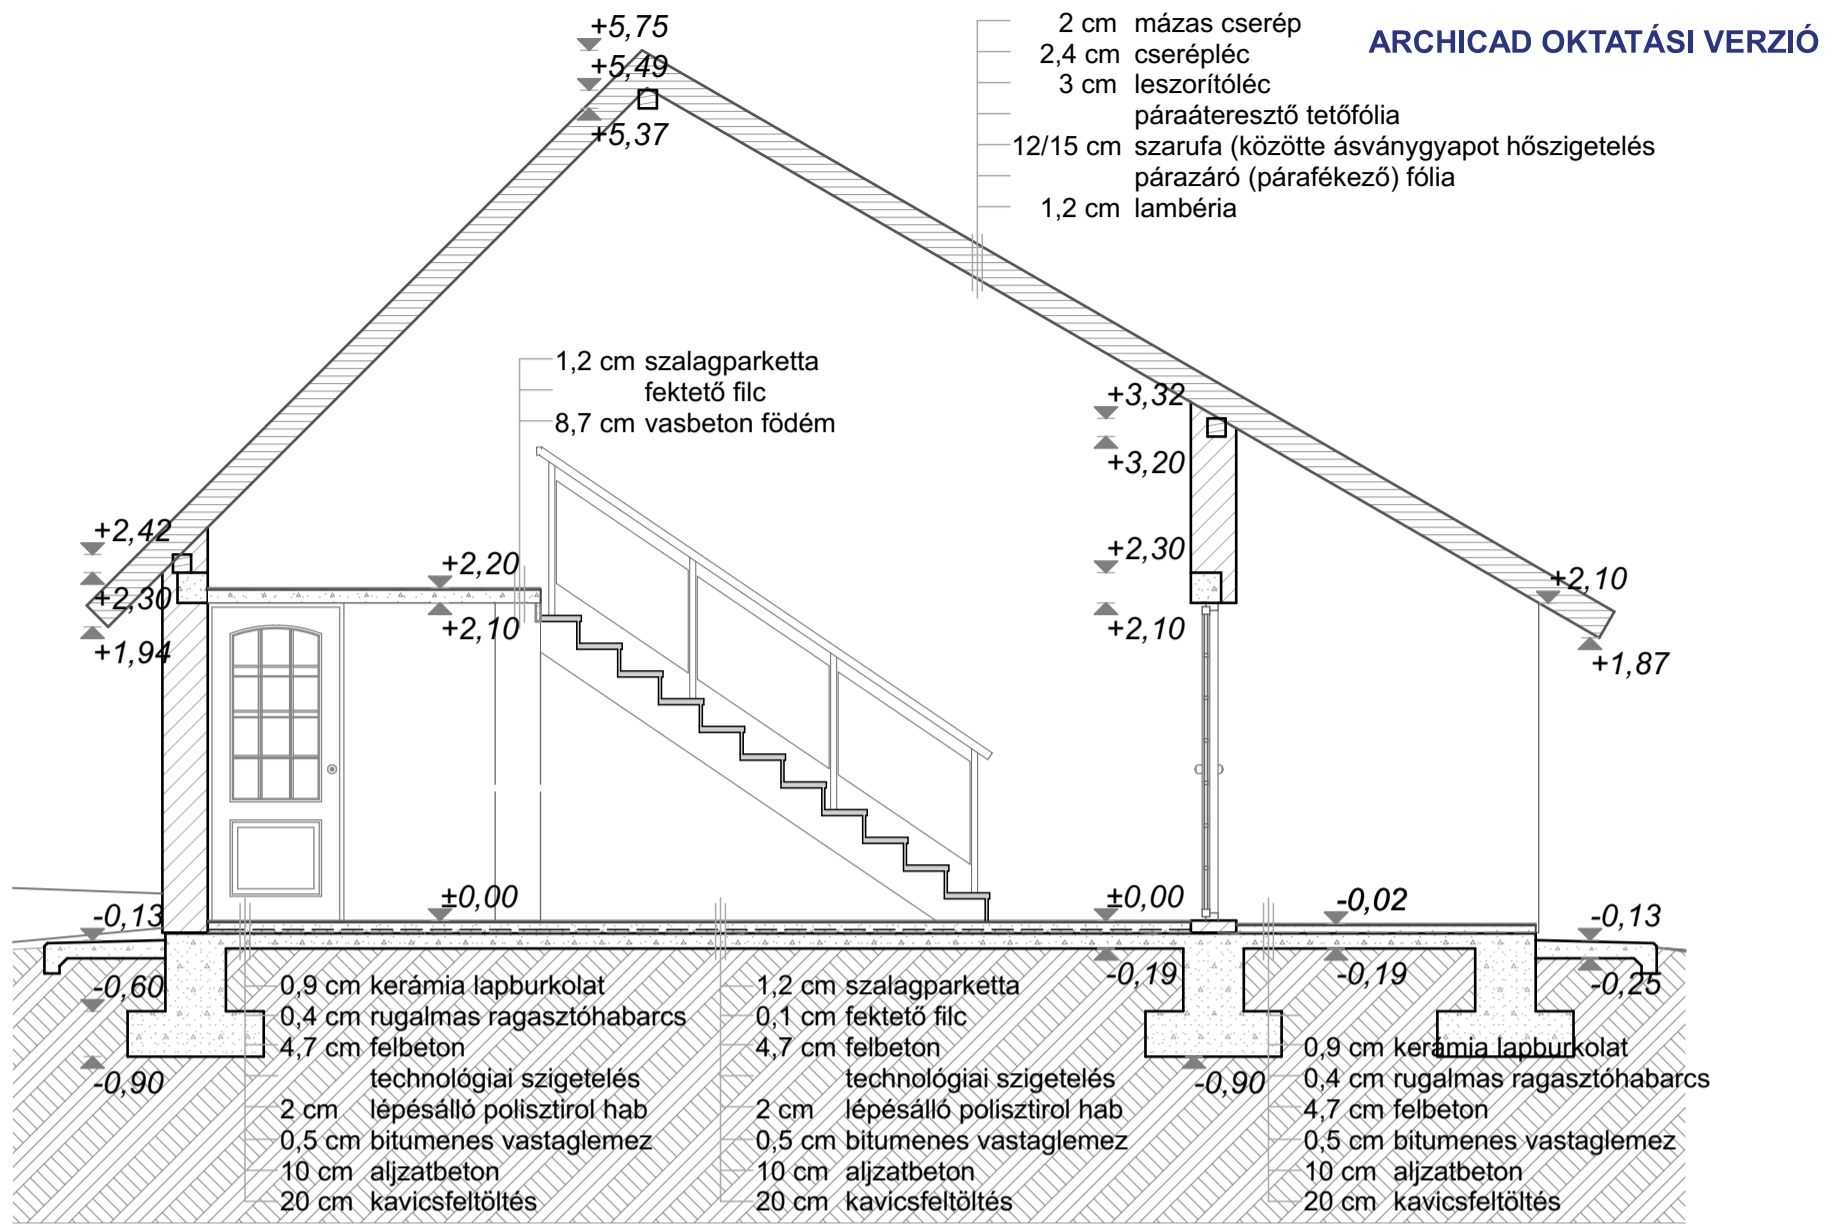 ARCHICAD OKTATÁSI VERZIÓ
+5,75
+5,49
+5,37
2 cm mázas cserép
2,4 cm cserépléc
3 cm leszorítóléc
páraáteresztő tetőfólia
12/15 cm szarufa (közötte ásványgyapot hőszigetelés
párazáró (párafékező) fólia
1,2 cm lambéria
1,2 cm szalagparketta
fektető filc
8,7 cm vasbeton födém
+3,32
+3,20
+2,30
+2,10
+2,42
+2,30
+1,94
+2,20
+2,10
+2,10
+1,87
±0,00
±0,00
-0,02
-0,13
-0,13
-0,60
-0,90
-0,19
-0,19
-0,25
-0,90
0,9 cm kerámia lapburkolat
0,4 cm rugalmas ragasztóhabarcs
4,7 cm felbeton
technológiai szigetelés
2 cm lépésálló polisztirol hab
0,5 cm bitumenes vastaglemez
10 cm aljzatbeton
20 cm kavicsfeltöltés
1,2 cm szalagparketta
0,1 cm fektető filc
4,7 cm felbeton
technológiai szigetelés
2 cm lépésálló polisztirol hab
0,5 cm bitumenes vastaglemez
10 cm aljzatbeton
20 cm kavicsfeltöltés
0,9 cm kerámia lapburkolat
0,4 cm rugalmas ragasztóhabarcs
4,7 cm felbeton
0,5 cm bitumenes vastaglemez
10 cm aljzatbeton
20 cm kavicsfeltöltés